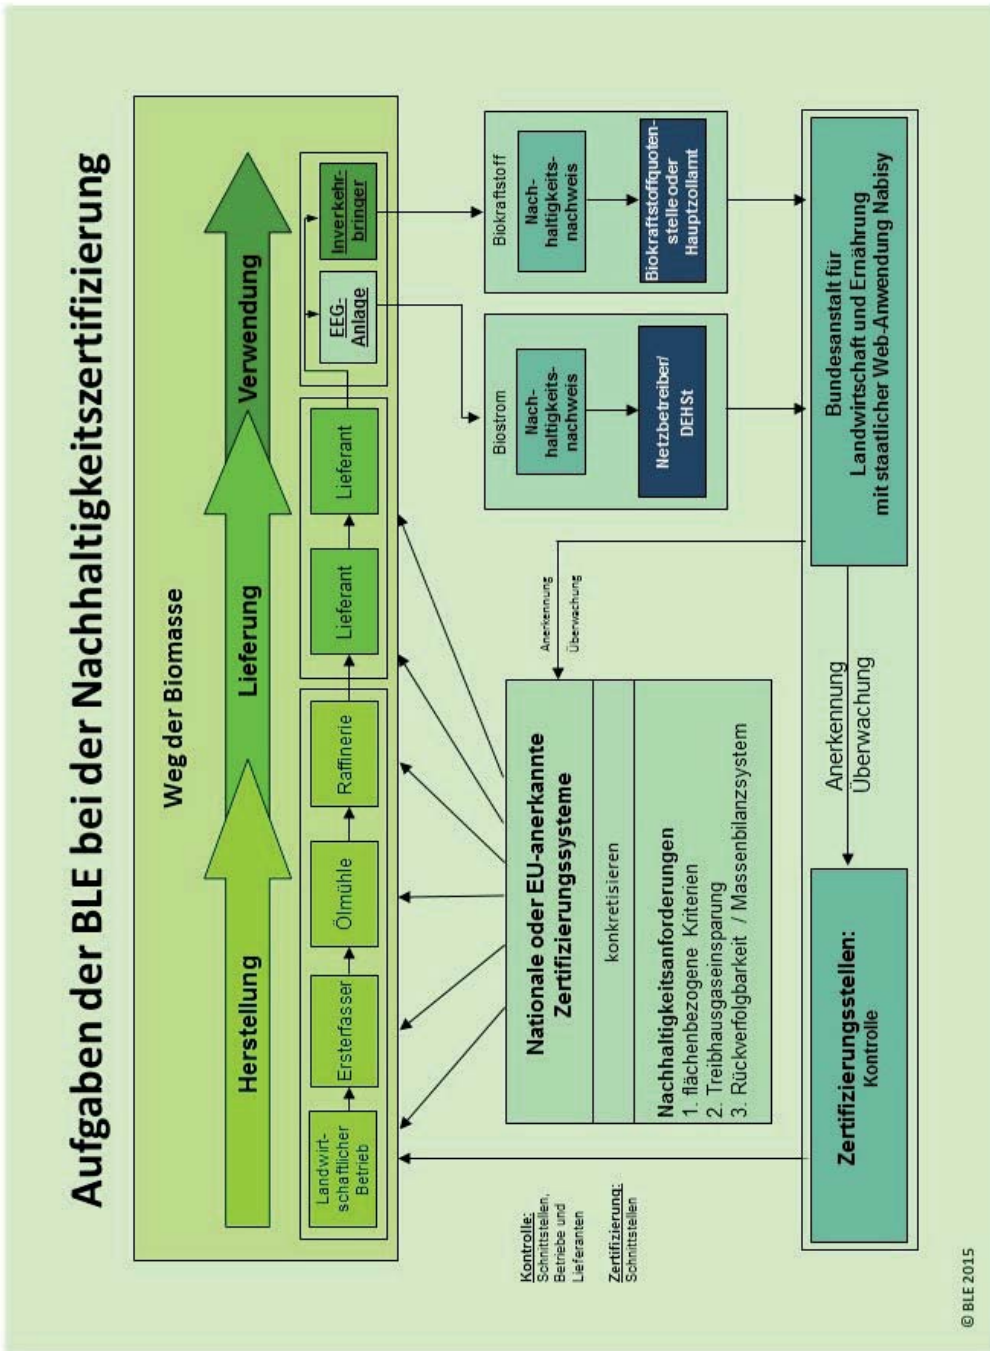 Aufgaben der BLE bei der Nachhaltigkeitszertifizierung
Weg der Biomasse
Herstellung
Lieferung
Verwendung
Landwirt-
schaftlicher
Betrieb
Ersterfasser
Ölmühle
Raffinerie
Lieferant
Lieferant
EEG-
Anlage
Inverkehr-
bringer
Kontrolle:
Schnittstellen,
Betriebe und
Lieferanten
Zertifizierung:
Schnittstellen
Nationale oder EU-anerkannte
Zertifizierungssysteme
konkretisieren
Nachhaltigkeitsanforderungen
1. flächenbezogene Kriterien
2. Treibhausgaseinsparung
3. Rückverfolgbarkeit / Massenbilanzsystem
Anerkennung
Überwachung
Biostrom
Nach-
haltigkeits-
nachweis
Netzbetreiber/
DEHSt
Biokraftstoff
Nach-
haltigkeits-
nachweis
Biokraftstoffquoten-
stelle oder
Hauptzollamt
Zertifizierungsstellen:
Kontrolle
Anerkennung
Überwachung
Bundesanstalt für
Landwirtschaft und Ernährung
mit staatlicher Web-Anwendung Nabisy
© BLE 2015